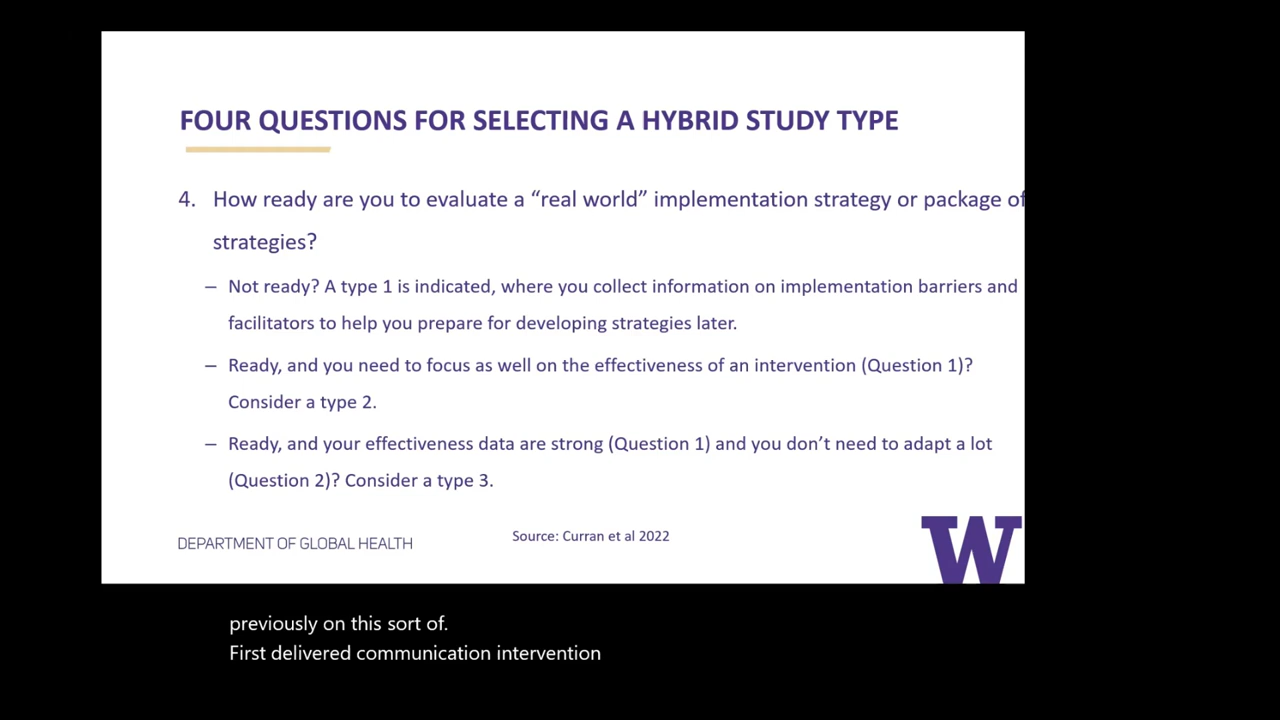 FOUR QUESTIONS FOR SELECTING A HYBRID STUDY TYPE
4. How ready are you to evaluate a “real world” implementation strategy or package of
strategies?
– Not ready? A type 1 is indicated, where you collect information on implementation barriers and
facilitators to help you prepare for developing strategies later.
– Ready, and you need to focus as well on the effectiveness of an intervention (Question 1)?
Consider a type 2.
– Ready, and your effectiveness data are strong (Question 1) and you don’t need to adapt a lot
(Question 2)? Consider a type 3.
DEPARTMENT OF GLOBAL HEALTH
Source: Curran et al 2022
W
previously on this sort of.
First delivered communication intervention